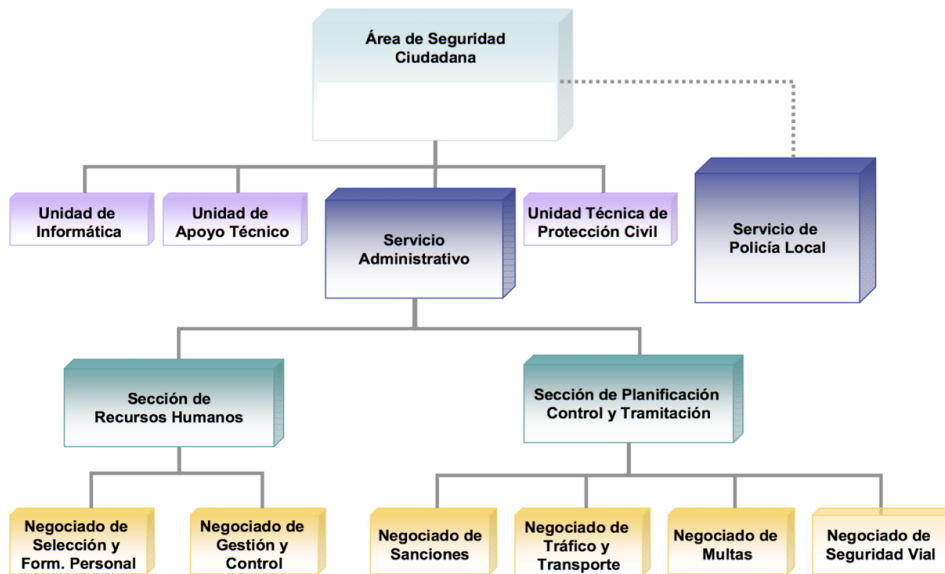 Área de Seguridad
Ciudadana
Unidad de
Informática
Unidad de
Apoyo Técnico
Servicio
Administrativo
Unidad Técnica de
Protección Civil
Servicio de
Policía Local
Sección de
Recursos Humanos
Sección de Planificación
Control y Tramitación
Negociado de
Selección y
Form. Personal
Negociado de
Gestión y
Control
Negociado de
Sanciones
Negociado de
Tráfico y
Transporte
Negociado de
Multas
Negociado de
Seguridad Vial